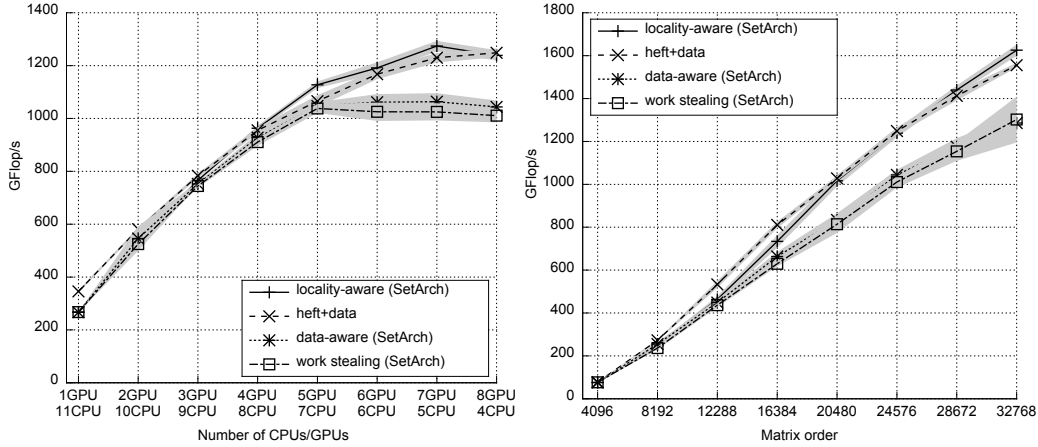 1400
1200
1000
800
600
400
200
0
GFlop/s
1GPU 2GPU 3GPU 4GPU 5GPU 6GPU 7GPU 8GPU
11CPU 10CPU 9CPU 8CPU 7CPU 6CPU 5CPU 4CPU
Number of CPUs/GPUs
locality-aware (SetArch)
heft+data
data-aware (SetArch)
work stealing (SetArch)
1800
1600
1400
1200
1000
800
600
400
200
0
GFlop/s
4096 8192 12288 16384 20480 24576 28672 32768
Matrix order
locality-aware (SetArch)
heft+data
data-aware (SetArch)
work stealing (SetArch)